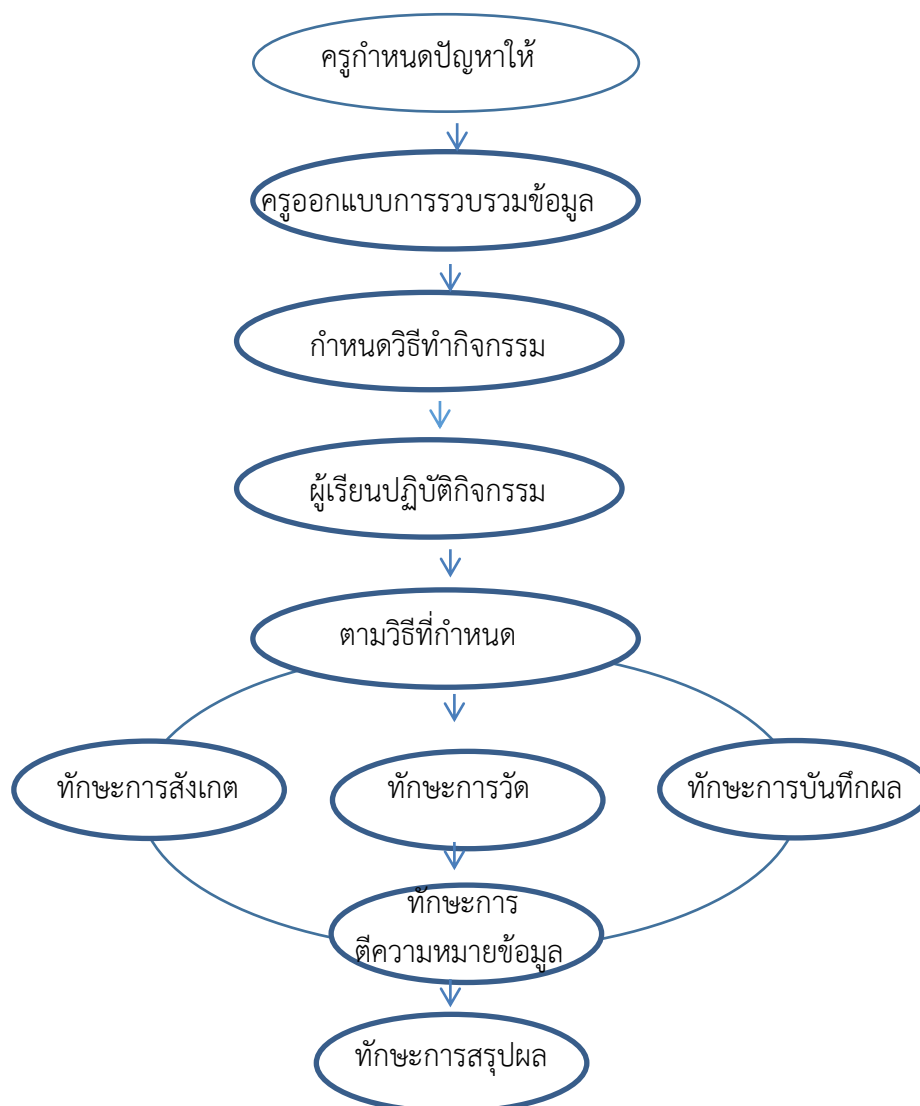 ครูกำหนดปัญหาให้
ครูออกแบบการรวบรวมข้อมูล
กำหนดวิธีทำกิจกรรม
ผู้เรียนปฏิบัติกิจกรรม
ตามวิธีที่กำหนด
ทักษะการสังเกต
ทักษะการวัด
ทักษะการบันทึกผล
ทักษะการ
ตีความหมายข้อมูล
ทักษะการสรุปผล